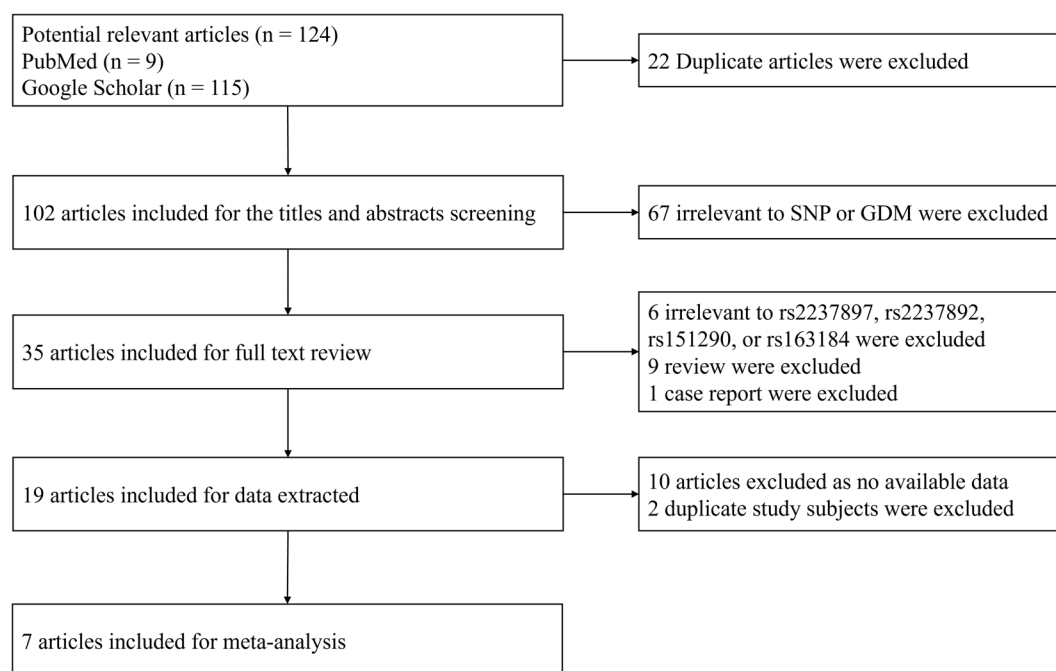 Potential relevant articles (n = 124)
PubMed (n = 9)
Google Scholar (n = 115)
22 Duplicate articles were excluded
102 articles included for the titles and abstracts screening
67 irrelevant to SNP or GDM were excluded
35 articles included for full text review
6 irrelevant to rs2237897, rs2237892,
rs151290, or rs163184 were excluded
9 review were excluded
1 case report were excluded
19 articles included for data extracted
10 articles excluded as no available data
2 duplicate study subjects were excluded
7 articles included for meta-analysis